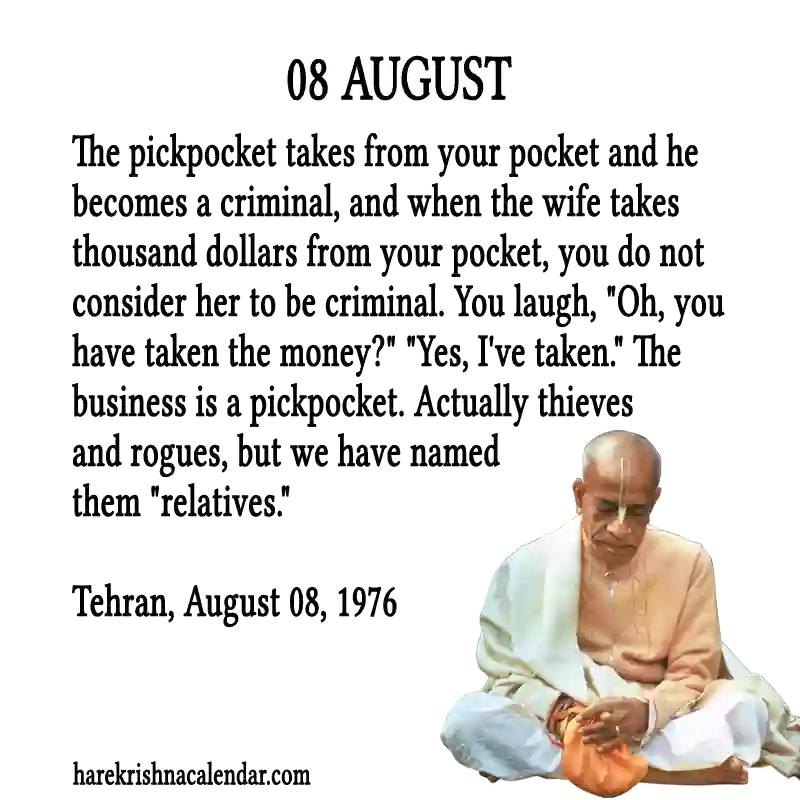 08 AUGUST
The pickpocket takes from your pocket and he
becomes a criminal, and when the wife takes
thousand dollars from your pocket, you do not
consider her to be criminal. You laugh, "Oh, you
have taken the money?" "Yes, I've taken." The
business is a pickpocket. Actually thieves
and rogues, but we have named
them "relatives."
Tehran, August 08, 1976
harekrishnacalendar.com